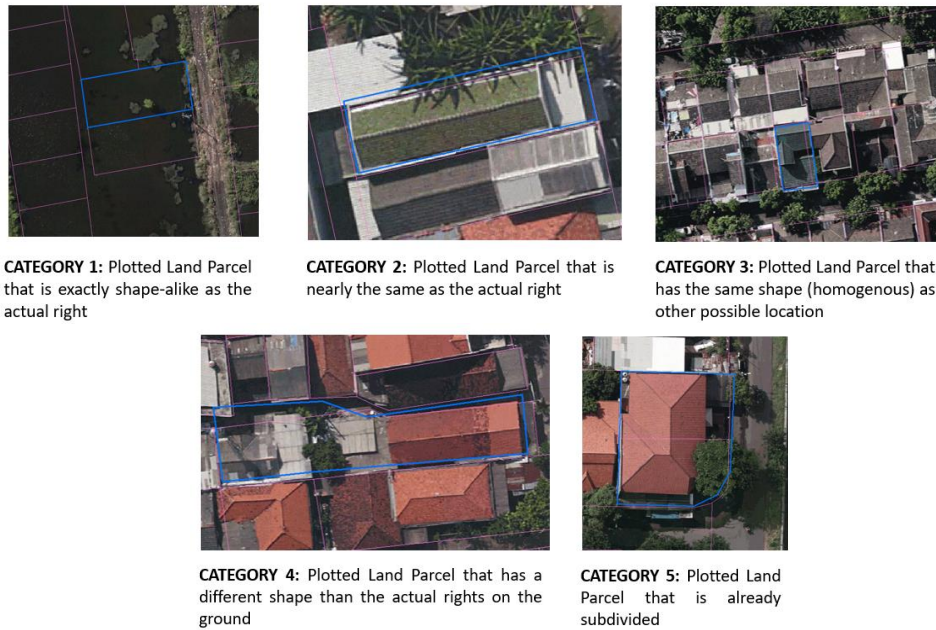 CATEGORY 1: Plotted Land Parcel
that is exactly shape-alike as the
actual right
CATEGORY 2: Plotted Land Parcel that is
nearly the same as the actual right
CATEGORY 3: Plotted Land Parcel that
has the same shape (homogenous) as
other possible location
CATEGORY 4: Plotted Land Parcel that has a
different shape than the actual rights on the
ground
CATEGORY 5: Plotted Land
Parcel that is already
subdivided